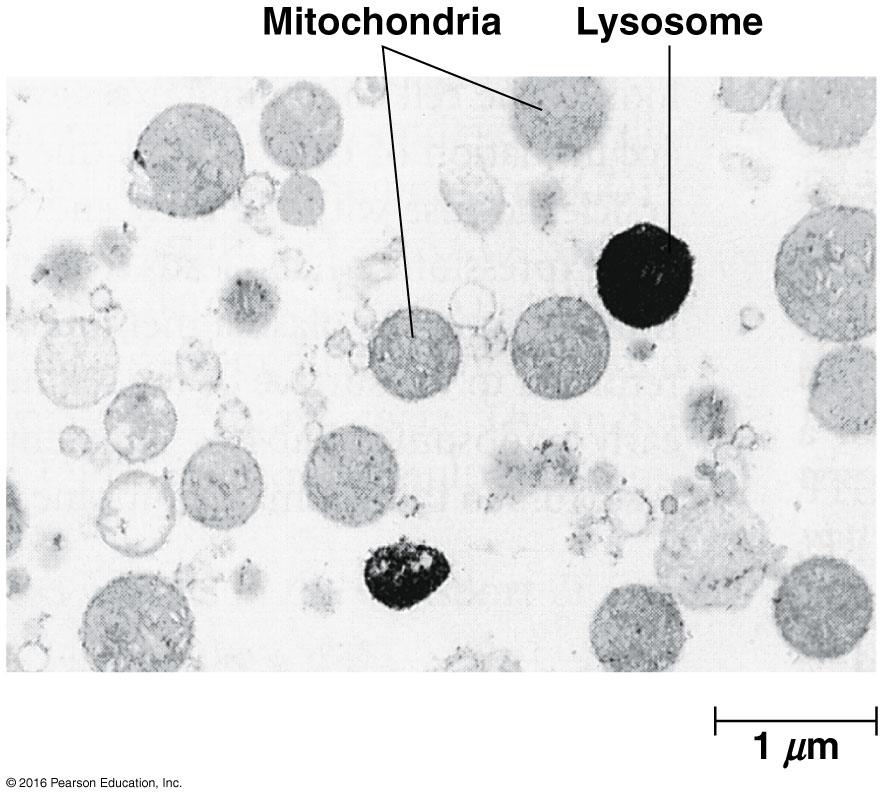 Mitochondria
Lysosome
1 μm
© 2016 Pearson Education, Inc.